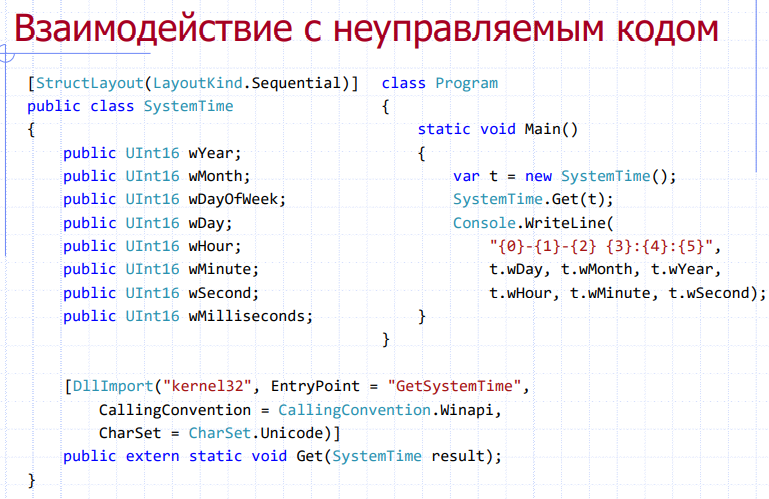 Взаимодействие с неуправляемым кодом
[StructLayout(LayoutKind.Sequential)]
public class SystemTime
{
    public UInt16 wYear;
    public UInt16 wMonth;
    public UInt16 wDayOfWeek;
    public UInt16 wDay;
    public UInt16 wHour;
    public UInt16 wMinute;
    public UInt16 wSecond;
    public UInt16 wMilliseconds;

    [DllImport("kernel32", EntryPoint = "GetSystemTime",
        CallingConvention = CallingConvention.Winapi,
        CharSet = CharSet.Unicode)]
    public extern static void Get(SystemTime result);
}
class Program
{
    static void Main()
    {
        var t = new SystemTime();
        SystemTime.Get(t);
        Console.WriteLine(
            "{0}-{1}-{2} {3}:{4}:{5}",
            t.wDay, t.wMonth, t.wYear,
            t.wHour, t.wMinute, t.wSecond);
    }
}